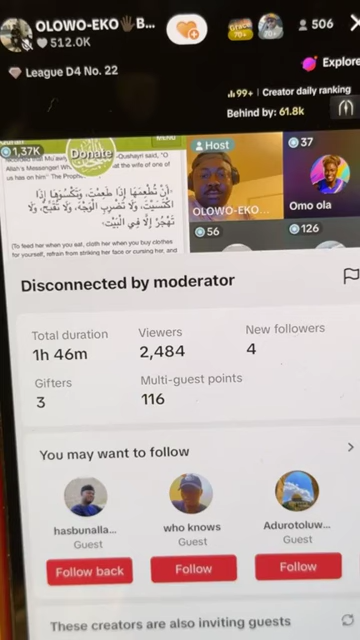 OLOWO-EKO🖐🏿B...
512.0K
506
League D4 No. 22
Explore
99+ | Creator daily ranking
Behind by: 61.8k
1,37K
Donate
-Qushayri said, "O
Allah's Messenger!
at the wife of one of
us has on him" The Proph
«أَنْ تُطْعِمَهَا إِذَا طَعِمْتَ، وَتَكْسُوَهَا إِذَا
اكْتَسَيْتَ، وَلَا تَضْرِبِ الْوَجْهَ، وَلَا تُقَبِّحْ، وَلَا
تَهْجُرْ إِلَّا فِي الْبَيْتِ»
(To feed her when you eat, cloth her when you buy clothes
for yourself, refrain from striking her face or cursing her, and
Host
OLOWO-EKO...
37
Omo ola
56
126
Disconnected by moderator
Total duration
1h 46m
Viewers
2,484
New followers
4
Gifters
3
Multi-guest points
116
You may want to follow
hasbunalla...
Guest
Follow back
who knows
Guest
Follow
Adurotoluw...
Guest
Follow
These creators are also inviting guests